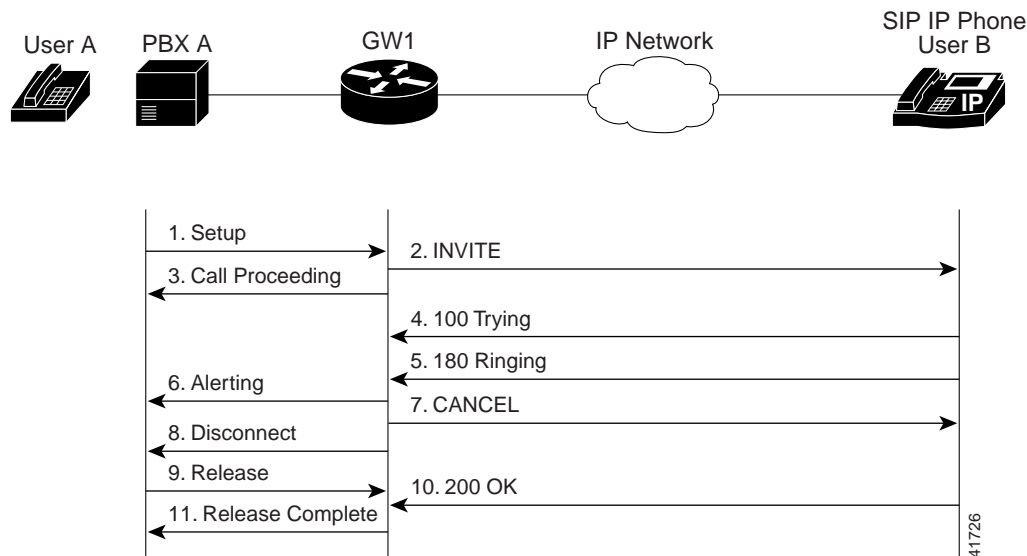 User A
PBX A
GW1
IP Network
SIP IP Phone
User B
IP
1. Setup
2. INVITE
3. Call Proceeding
4. 100 Trying
5. 180 Ringing
6. Alerting
7. CANCEL
8. Disconnect
9. Release
10. 200 OK
11. Release Complete
41726